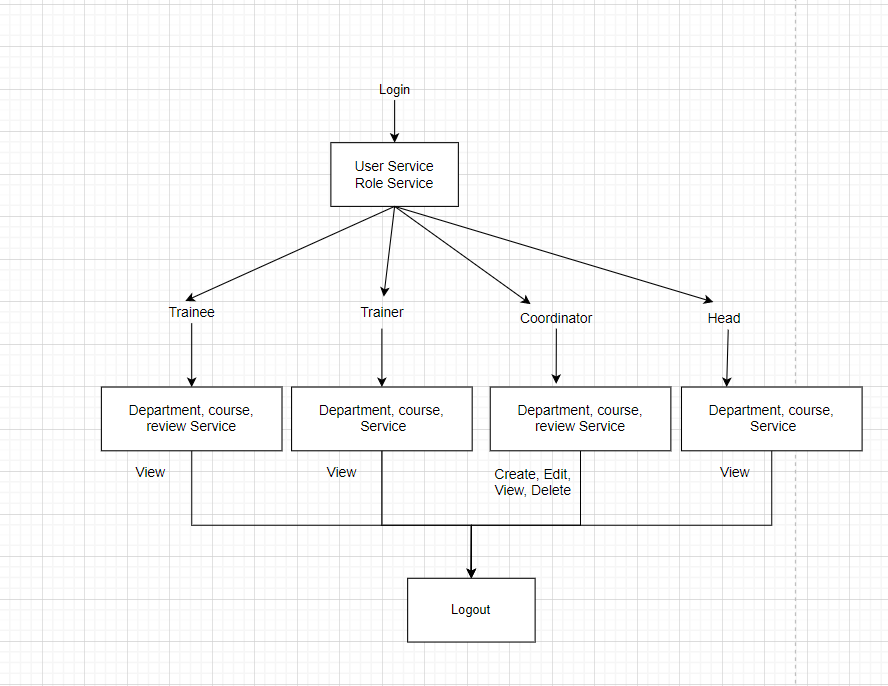 Login
User Service
Role Service
Trainee
Trainer
Coordinator
Head
Department, course,
review Service
Department, course,
Service
Department, course,
review Service
Department, course,
Service
View
View
Create, Edit,
View, Delete
View
Logout